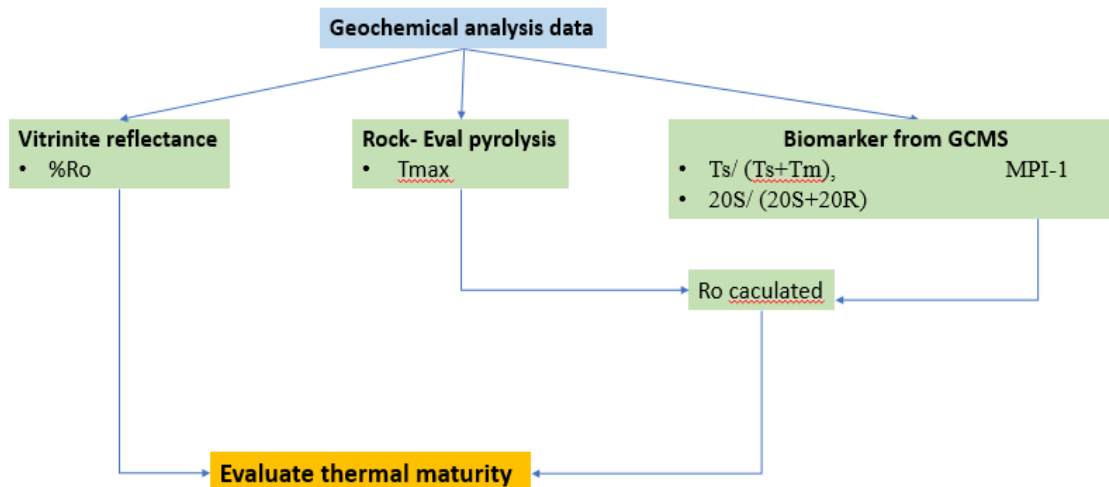 Geochemical analysis data
Vitrinite reflectance
• %Ro
Rock- Eval pyrolysis
• Tmax
Biomarker from GCMS
• Ts/ (Ts+Tm), MPI-1
• 20S/ (20S+20R)
Ro caculated
Evaluate thermal maturity